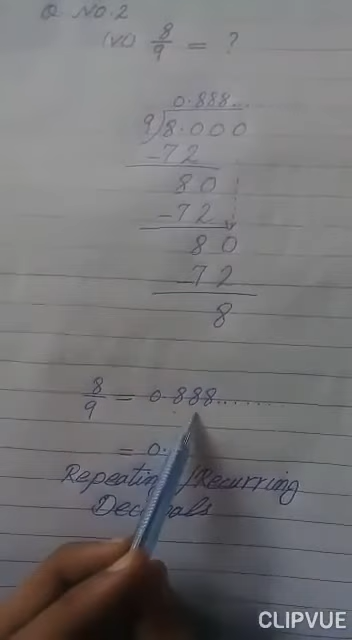 Q No.2
(VI) 8/9 = ?
0.888...
9)8.000
-72
80
-72
80
72
8
8/9 = 0.888.......
= 0.
Repeating/Recurring
Decimals
CLIPVUE